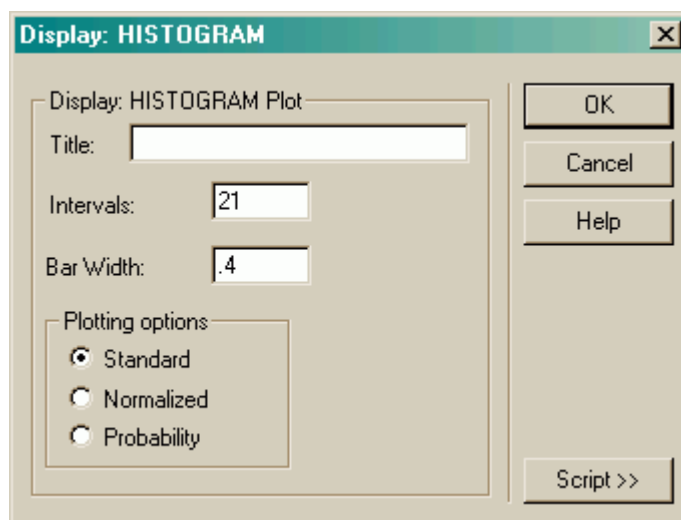 Display: HISTOGRAM
Display: HISTOGRAM Plot
Title:
Intervals: 21
Bar Width: .4
Plotting options
Standard
Normalized
Probability
OK
Cancel
Help
Script >>